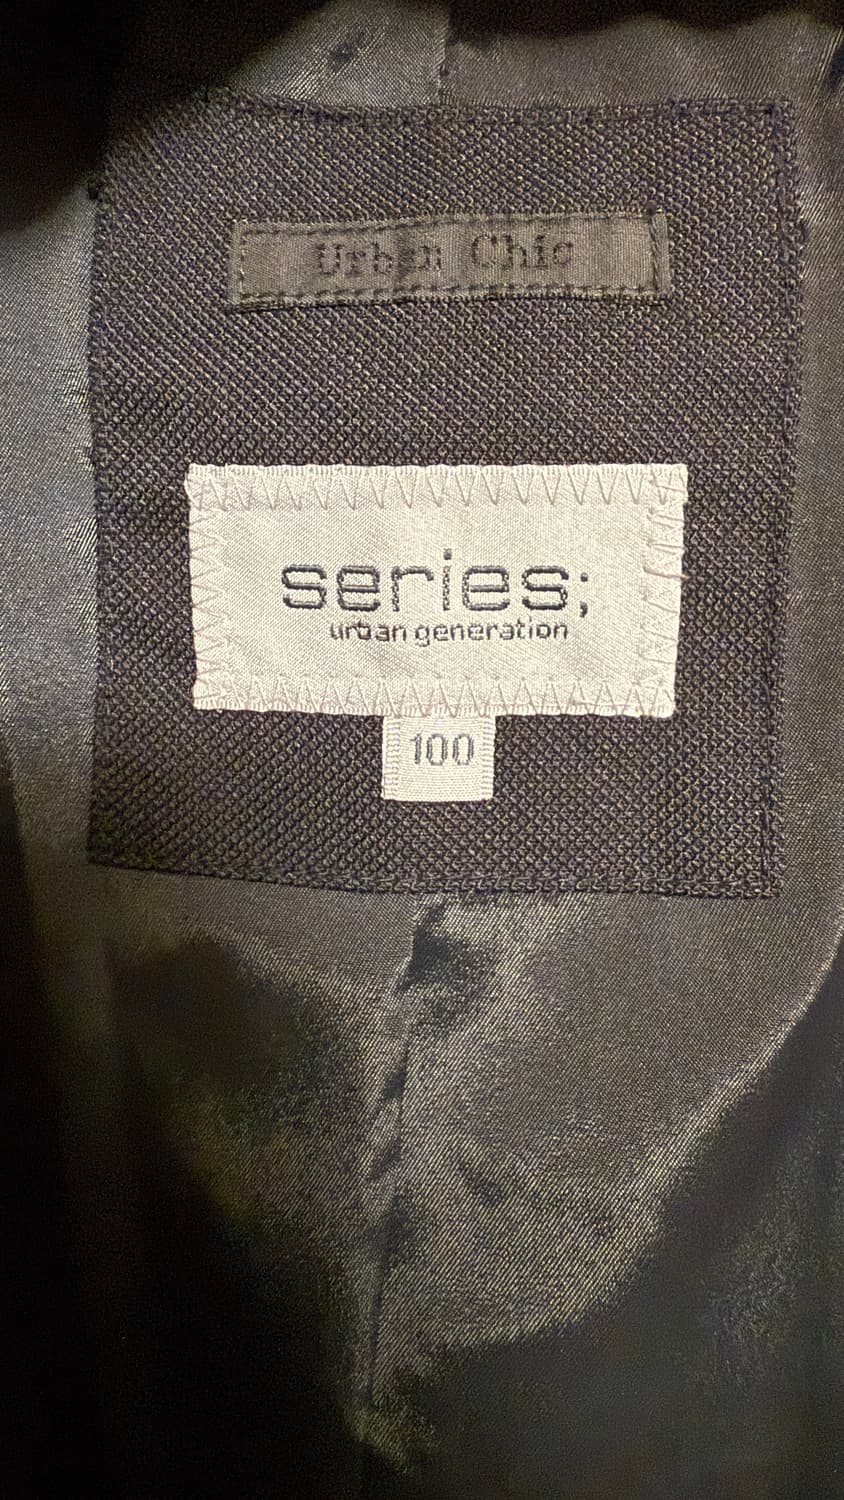 Urban Chic
series;
urban generation
100